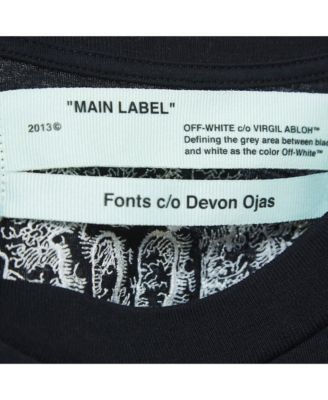 "MAIN LABEL"
2013©
OFF-WHITE c/o VIRGIL ABLOH™
Defining the grey area between
and white as the color Off-White™
Fonts c/o Devon Ojas